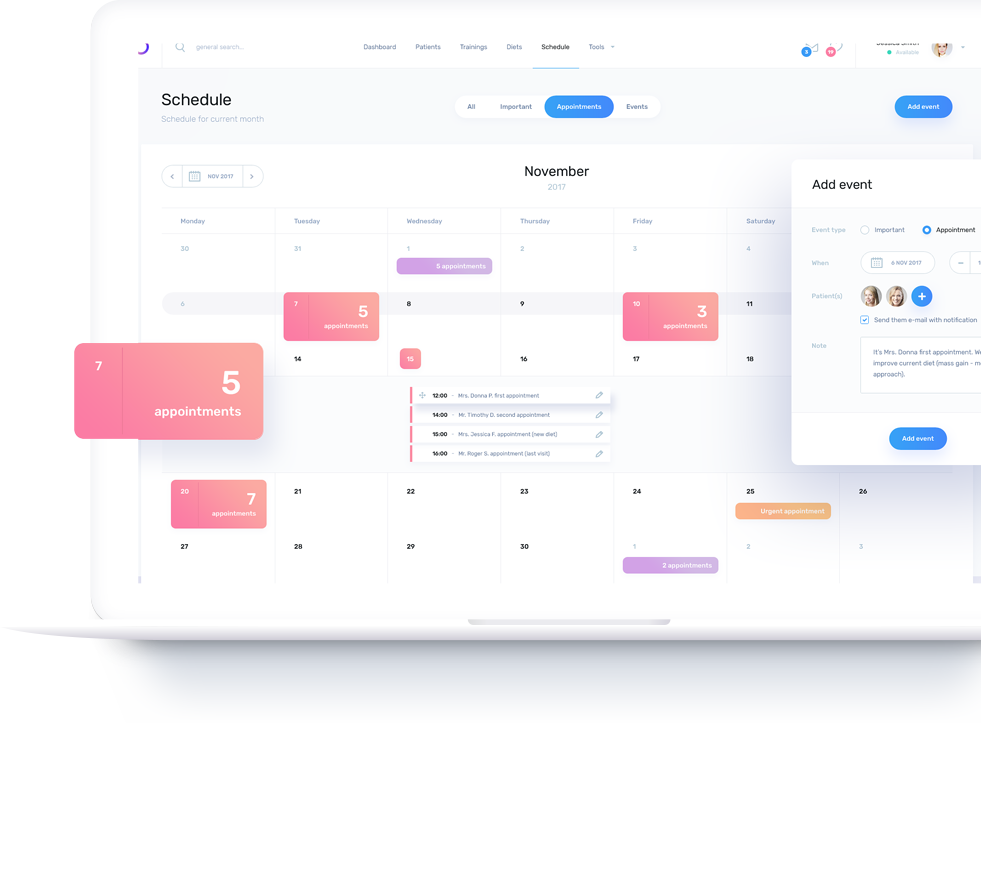 general search...
Dashboard
Patients
Trainings
Diets
Schedule
Tools
3
19
Available
Schedule
Schedule for current month
All
Important
Appointments
Events
Add event
NOV 2017
November
2017
Monday
Tuesday
Wednesday
Thursday
Friday
Saturday
30
31
1
2
3
4
5 appointments
6
7
5
appointments
8
9
10
3
appointments
11
14
15
16
17
18
7
5
appointments
12:00 - Mrs. Donna P. first appointment
14:00 - Mr. Timothy D. second appointment
15:00 - Mrs. Jessica F. appointment (new diet)
16:00 - Mr. Roger S. appointment (last visit)
20
7
appointments
21
22
23
24
25
26
Urgent appointment
27
28
29
30
1
2
3
2 appointments
Add event
Event type
Important
Appointment
When
6 NOV 2017
Patient(s)
Send them e-mail with notification
Note
It's Mrs. Donna first appointment.
improve current diet (mass gain -
approach).
Add event